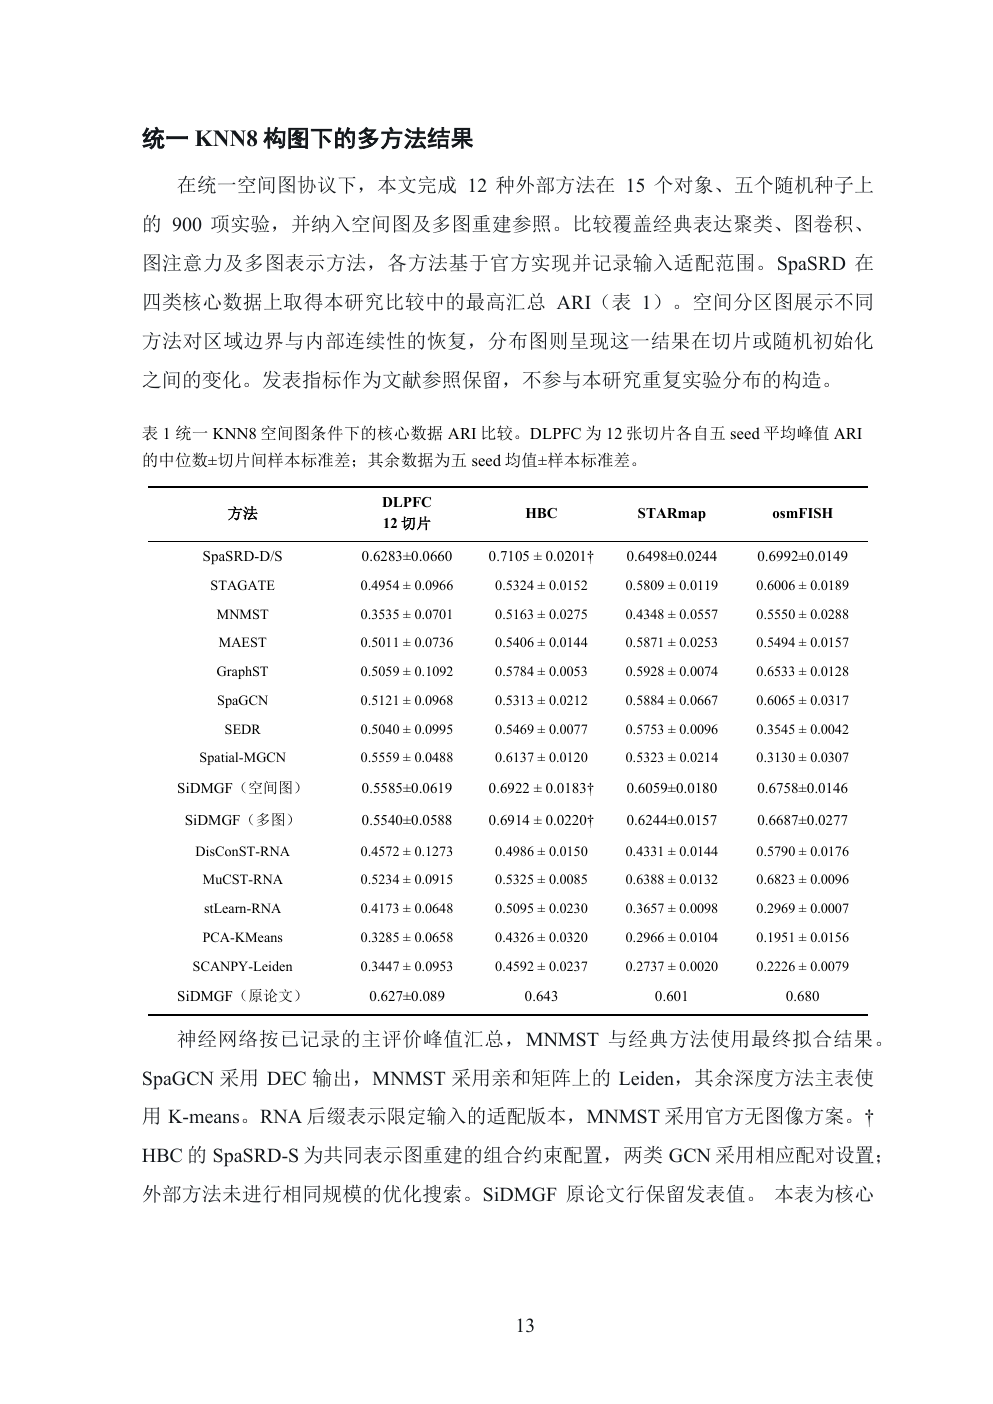 统一 KNN8 构图下的多方法结果
在统一空间图协议下，本文完成 12 种外部方法在 15 个对象、五个随机种子上
的 900 项实验，并纳入空间图及多图重建参照。比较覆盖经典表达聚类、图卷积、
图注意力及多图表示方法，各方法基于官方实现并记录输入适配范围。SpaSRD 在
四类核心数据上取得本研究比较中的最高汇总 ARI（表 1）。空间分区图展示不同
方法对区域边界与内部连续性的恢复，分布图则呈现这一结果在切片或随机初始化
之间的变化。发表指标作为文献参照保留，不参与本研究重复实验分布的构造。
表 1 统一 KNN8 空间图条件下的核心数据 ARI 比较。DLPFC 为 12 张切片各自五 seed 平均峰值 ARI
的中位数±切片间样本标准差；其余数据为五 seed 均值±样本标准差。
方法 DLPFC 12 切片 HBC STARmap osmFISH
SpaSRD-D/S 0.6283±0.0660 0.7105 ± 0.0201† 0.6498±0.0244 0.6992±0.0149
STAGATE 0.4954 ± 0.0966 0.5324 ± 0.0152 0.5809 ± 0.0119 0.6006 ± 0.0189
MNMST 0.3535 ± 0.0701 0.5163 ± 0.0275 0.4348 ± 0.0557 0.5550 ± 0.0288
MAEST 0.5011 ± 0.0736 0.5406 ± 0.0144 0.5871 ± 0.0253 0.5494 ± 0.0157
GraphST 0.5059 ± 0.1092 0.5784 ± 0.0053 0.5928 ± 0.0074 0.6533 ± 0.0128
SpaGCN 0.5121 ± 0.0968 0.5313 ± 0.0212 0.5884 ± 0.0667 0.6065 ± 0.0317
SEDR 0.5040 ± 0.0995 0.5469 ± 0.0077 0.5753 ± 0.0096 0.3545 ± 0.0042
Spatial-MGCN 0.5559 ± 0.0488 0.6137 ± 0.0120 0.5323 ± 0.0214 0.3130 ± 0.0307
SiDMGF（空间图） 0.5585±0.0619 0.6922 ± 0.0183† 0.6059±0.0180 0.6758±0.0146
SiDMGF（多图） 0.5540±0.0588 0.6914 ± 0.0220† 0.6244±0.0157 0.6687±0.0277
DisConST-RNA 0.4572 ± 0.1273 0.4986 ± 0.0150 0.4331 ± 0.0144 0.5790 ± 0.0176
MuCST-RNA 0.5234 ± 0.0915 0.5325 ± 0.0085 0.6388 ± 0.0132 0.6823 ± 0.0096
stLearn-RNA 0.4173 ± 0.0648 0.5095 ± 0.0230 0.3657 ± 0.0098 0.2969 ± 0.0007
PCA-KMeans 0.3285 ± 0.0658 0.4326 ± 0.0320 0.2966 ± 0.0104 0.1951 ± 0.0156
SCANPY-Leiden 0.3447 ± 0.0953 0.4592 ± 0.0237 0.2737 ± 0.0020 0.2226 ± 0.0079
SiDMGF（原论文） 0.627±0.089 0.643 0.601 0.680
神经网络按已记录的主评价峰值汇总，MNMST 与经典方法使用最终拟合结果。
SpaGCN 采用 DEC 输出，MNMST 采用亲和矩阵上的 Leiden，其余深度方法主表使
用 K-means。RNA 后缀表示限定输入的适配版本，MNMST 采用官方无图像方案。†
HBC 的 SpaSRD-S 为共同表示图重建的组合约束配置，两类 GCN 采用相应配对设置；
外部方法未进行相同规模的优化搜索。SiDMGF 原论文行保留发表值。 本表为核心
13